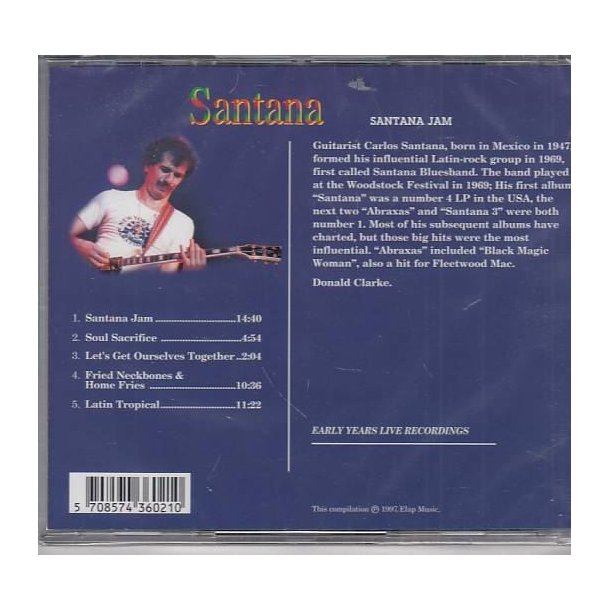 Santana
SANTANA JAM
Guitarist Carlos Santana, born in Mexico in 1947,
formed his influential Latin-rock group in 1969,
first called Santana Bluesband. The band played
at the Woodstock Festival in 1969; His first album
"Santana" was a number 4 LP in the USA, the
next two "Abraxas" and "Santana 3" were both
number 1. Most of his subsequent albums have
charted, but those big hits were the most
influential. "Abraxas" included "Black Magic
Woman", also a hit for Fleetwood Mac.
Donald Clarke.
1. Santana Jam ............................14:40
2. Soul Sacrifice ...........................4:54
3. Let's Get Ourselves Together ..2:04
4. Fried Neckbones &
Home Fries ..............................10:36
5. Latin Tropical..........................11:22
EARLY YEARS LIVE RECORDINGS
This compilation ℗ 1997. Elap Music.
5 708574 360210